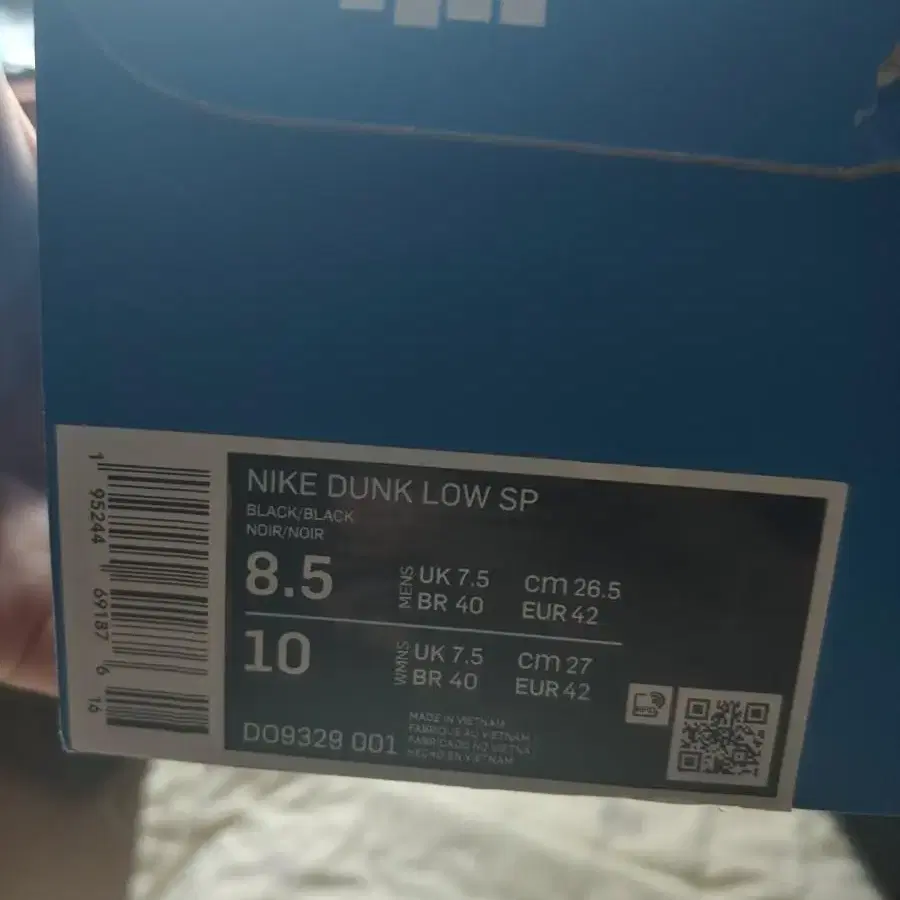 NIKE DUNK LOW SP
BLACK/BLACK
NOIR/NOIR
8.5
MENS
UK 7.5 cm 26.5
BR 40 EUR 42
10
WMNS
UK 7.5 cm 27
BR 40 EUR 42
DO9329 001
MADE IN VIETNAM
FABRIQUÉ AU VIETNAM
FABRICADO NO VIETNÃ
HECHO EN VIETNAM
1 95244 69187 6 16